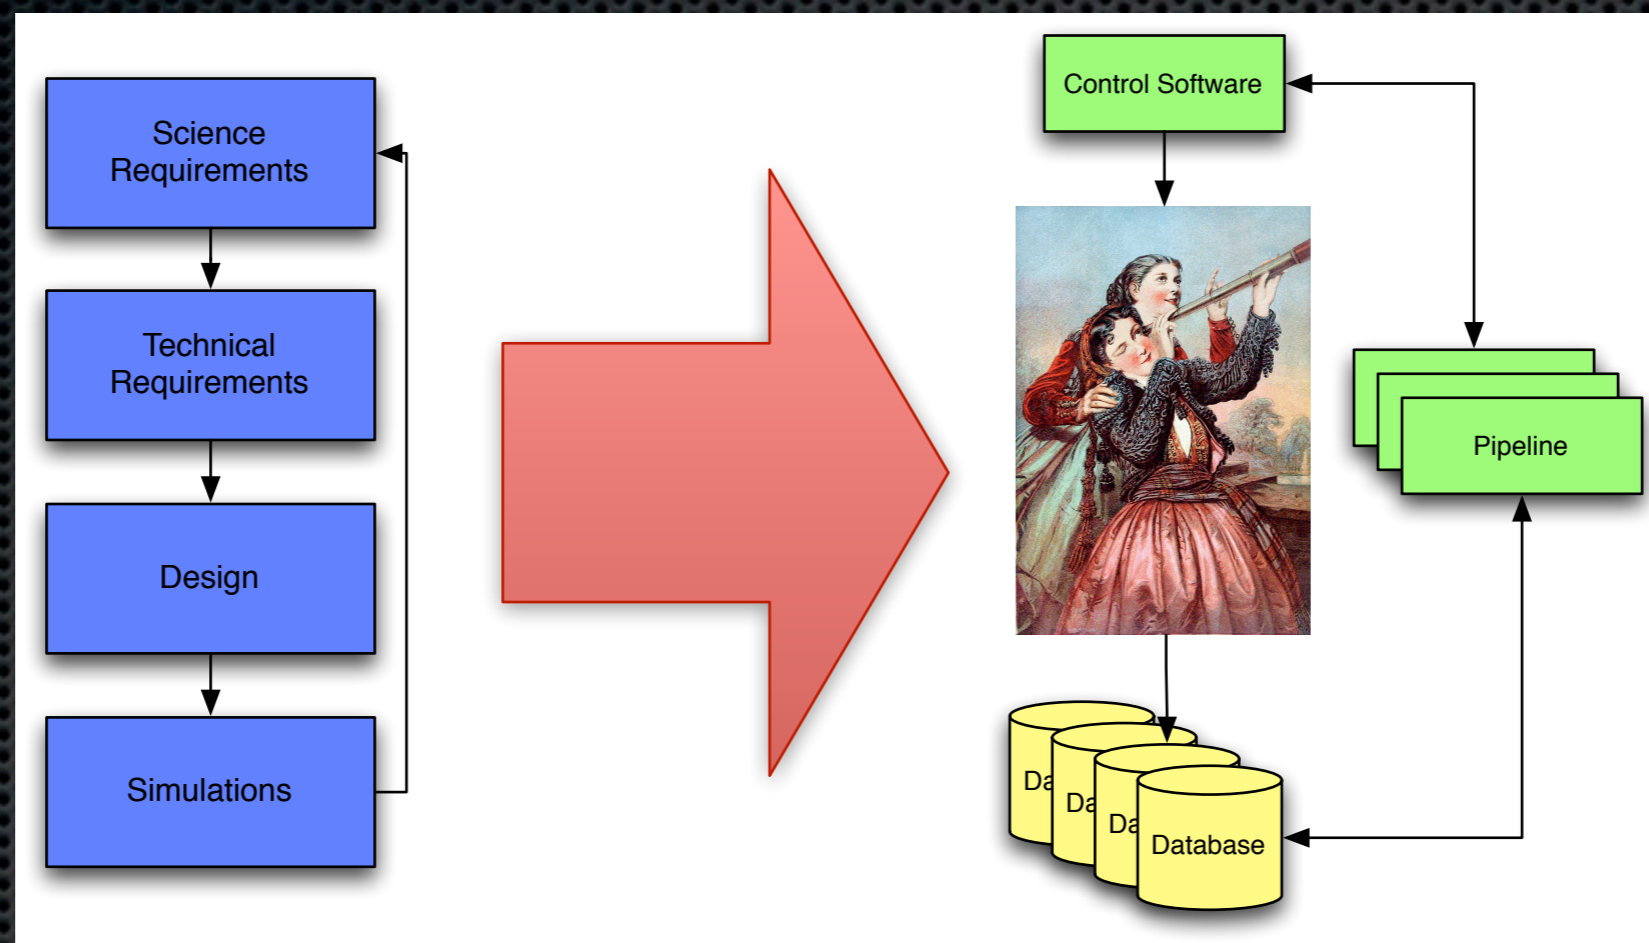 Science
Requirements
Technical
Requirements
Design
Simulations
Control Software
Pipeline
Da
Da
Da
Database